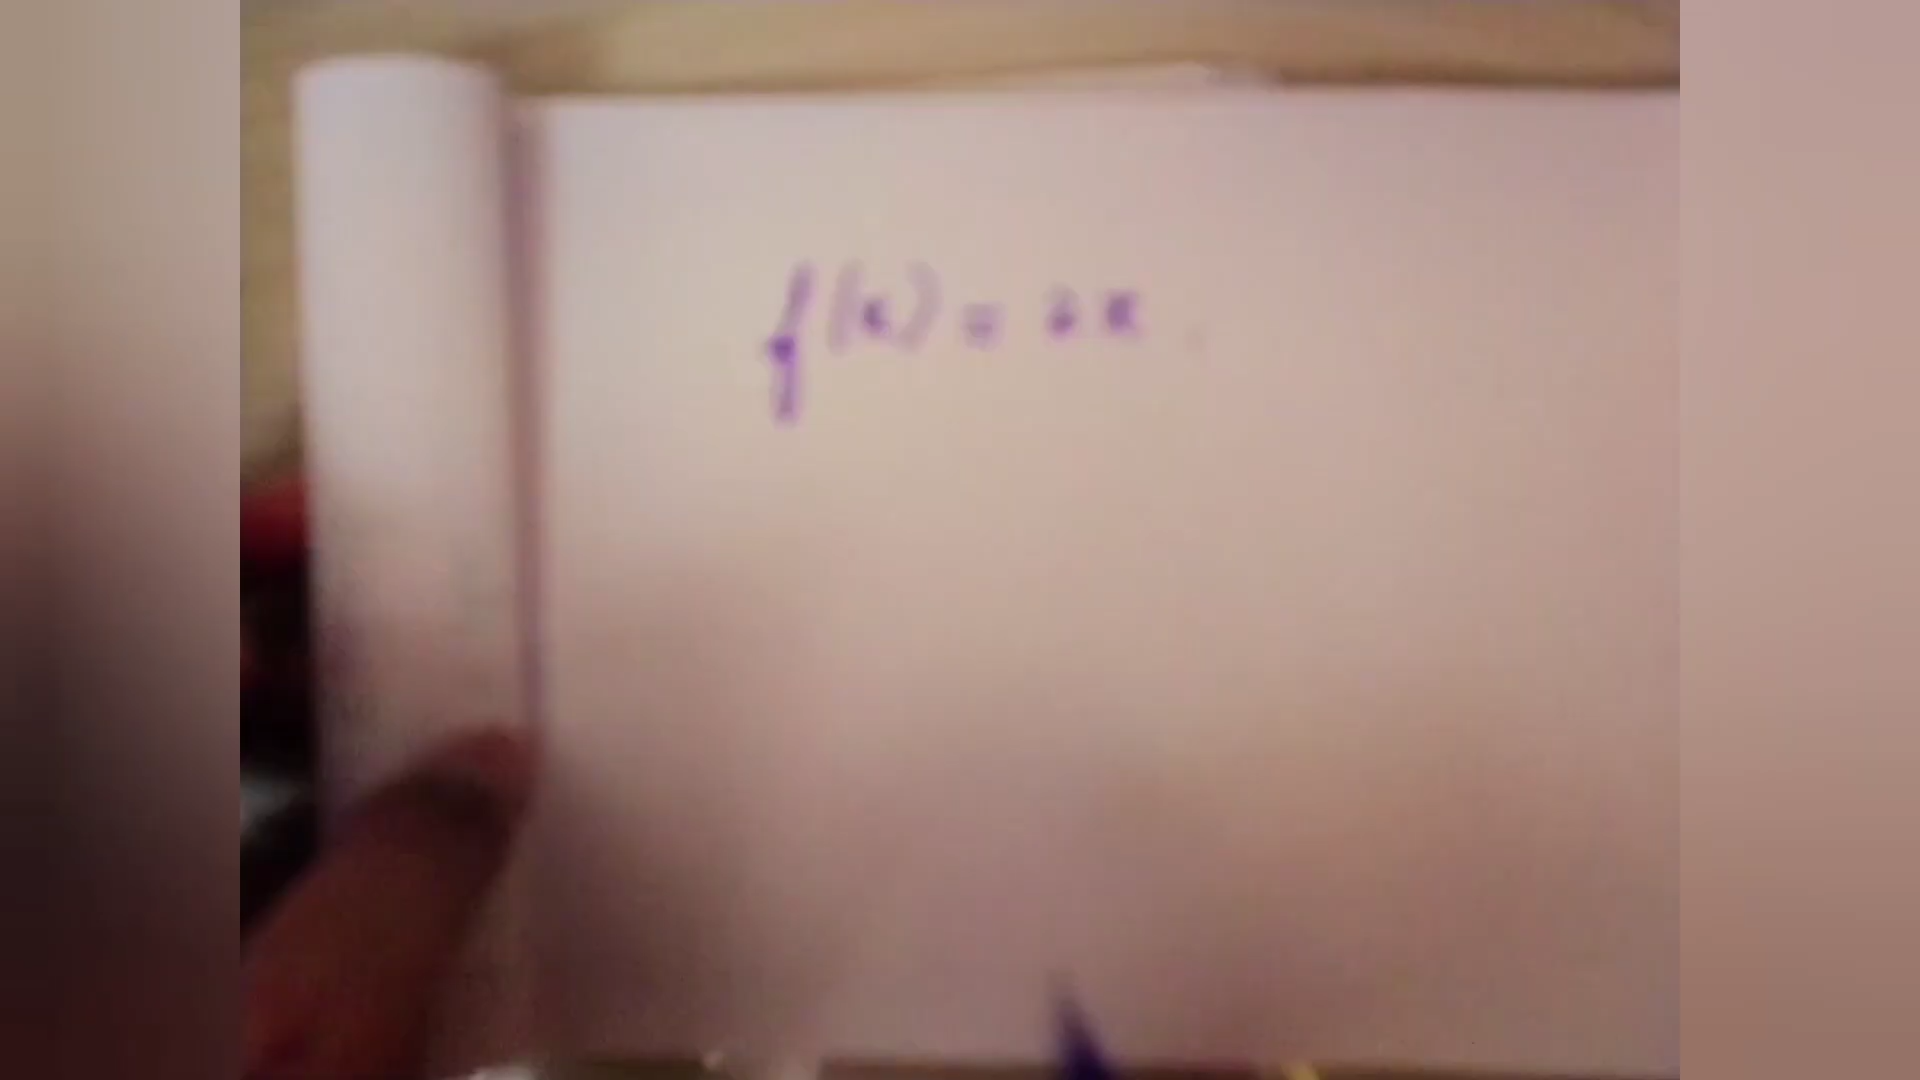 f(x) = 2x